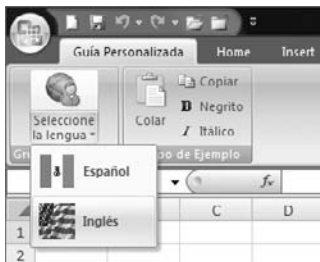 Guía Personalizada Home Insert
Seleccione
la lengua
Colar
Copiar
B Negrito
I Itálico
po de Ejemplo
Español
Inglés
fx
C D
1
2